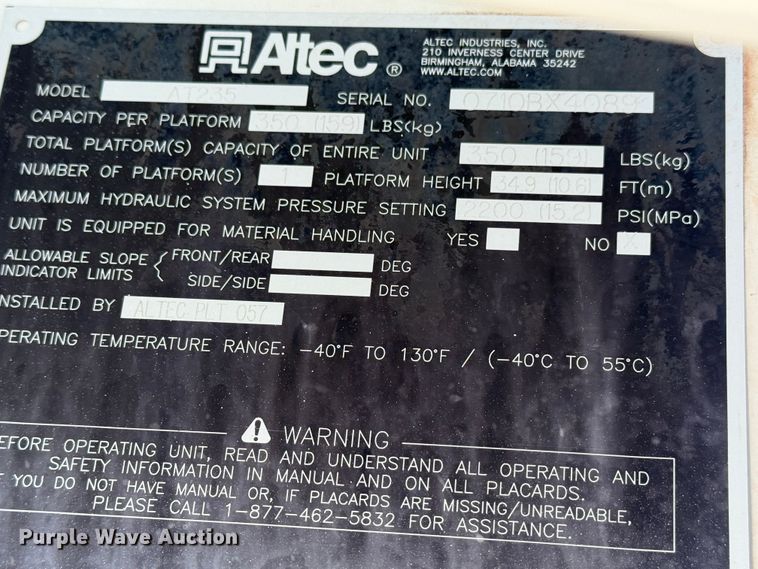 Altec ®
ALTEC INDUSTRIES, INC.
210 INVERNESS CENTER DRIVE
BIRMINGHAM, ALABAMA 35242
WWW.ALTEC.COM
MODEL AT235 SERIAL NO. 0710BX4089
CAPACITY PER PLATFORM 350 (159) LBS(kg)
TOTAL PLATFORM(S) CAPACITY OF ENTIRE UNIT 350 (159) LBS(kg)
NUMBER OF PLATFORM(S) 1 PLATFORM HEIGHT 34.9 (10.6) FT(m)
MAXIMUM HYDRAULIC SYSTEM PRESSURE SETTING 2200 (15.2) PSI(MPa)
UNIT IS EQUIPPED FOR MATERIAL HANDLING YES NO X
ALLOWABLE SLOPE { FRONT/REAR DEG
INDICATOR LIMITS SIDE/SIDE DEG
NSTALLED BY ALTEC PLT 057
PERATING TEMPERATURE RANGE: -40°F TO 130°F / (-40°C TO 55°C)
WARNING
EFORE OPERATING UNIT, READ AND UNDERSTAND ALL OPERATING AND
SAFETY INFORMATION IN MANUAL AND ON ALL PLACARDS.
F YOU DO NOT HAVE MANUAL OR, IF PLACARDS ARE MISSING/UNREADABLE,
PLEASE CALL 1-877-462-5832 FOR ASSISTANCE.
Purple Wave Auction